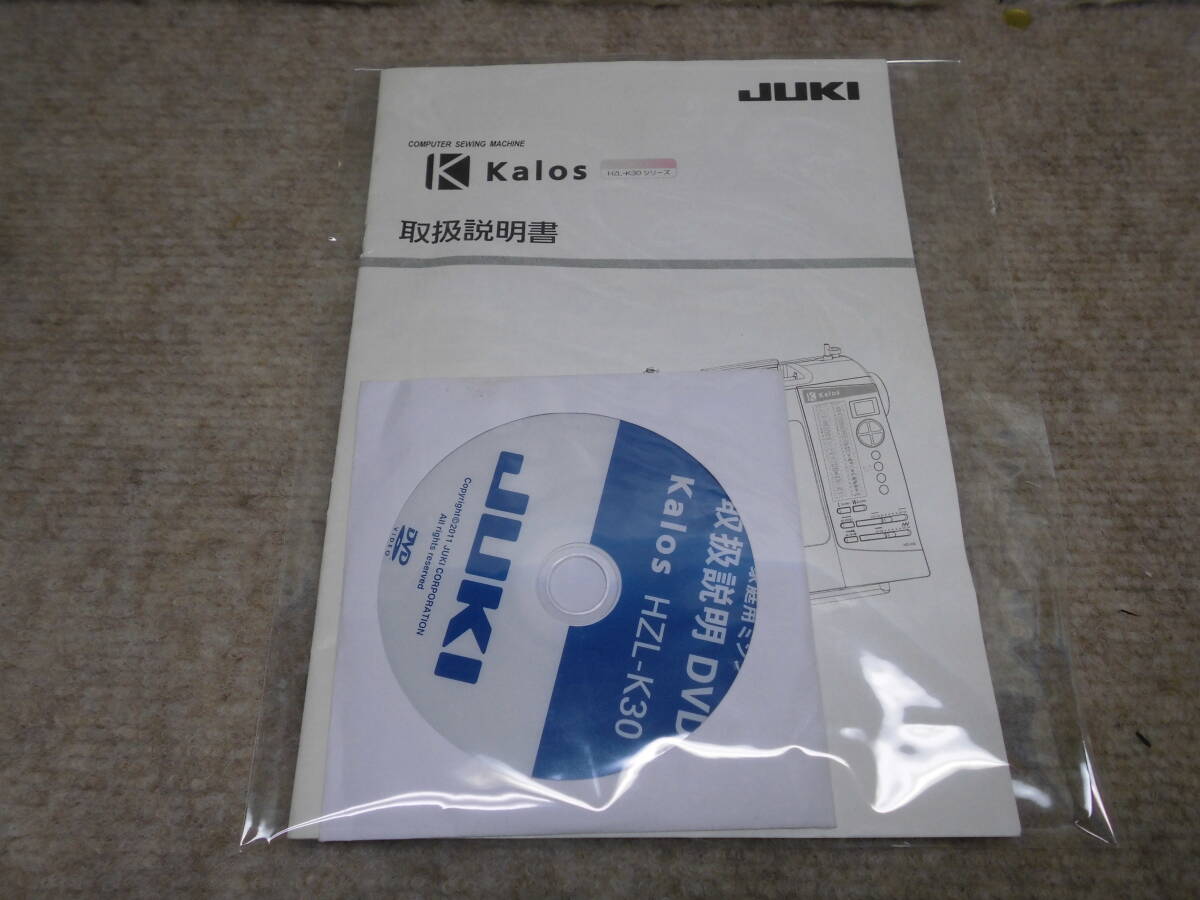 JUKI
COMPUTER SEWING MACHINE
Kalos
HZL-K30 シリーズ
取扱説明書
Kalos
JUKI
Copyright©2011 JUKI CORPORATION
All rights reserved
DVD
VIDEO
家庭用ミシン
取扱説明 DVD
Kalos HZL-K30